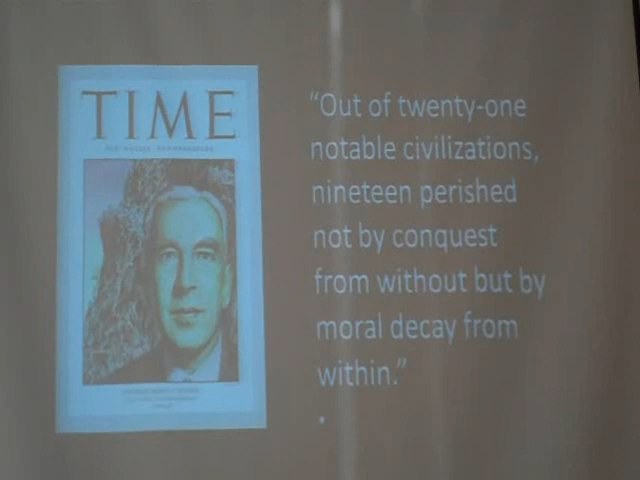 TIME
"Out of twenty-one
notable civilizations,
nineteen perished
not by conquest
from without but by
moral decay from
within."